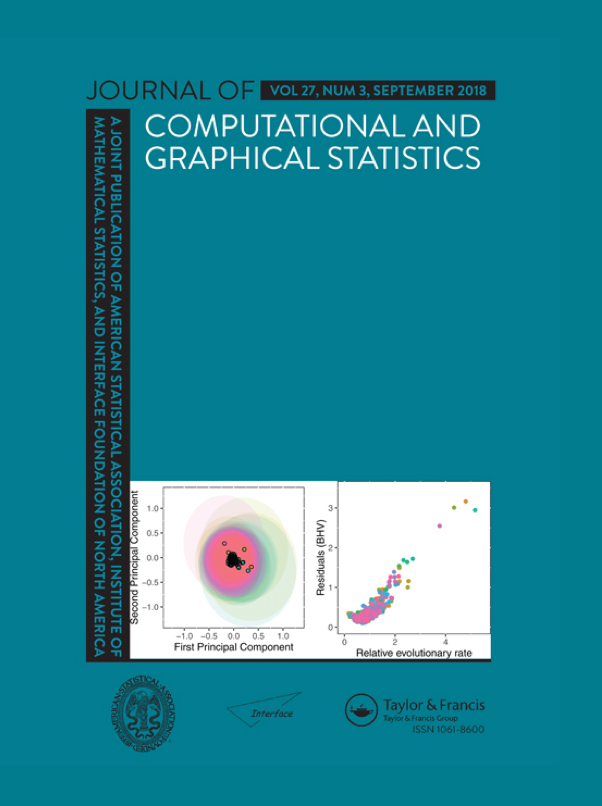 JOURNAL OF
VOL 27, NUM 3, SEPTEMBER 2018
COMPUTATIONAL AND
GRAPHICAL STATISTICS
A JOINT PUBLICATION OF AMERICAN STATISTICAL ASSOCIATION, INSTITUTE OF
MATHEMATICAL STATISTICS, AND INTERFACE FOUNDATION OF NORTH AMERICA
Second Principal Component
1.0
0.5
0.0
−0.5
−1.0
−1.0 −0.5 0.0 0.5 1.0
First Principal Component
Residuals (BHV)
3
2
1
0
0 2 4
Relative evolutionary rate
Interface
Taylor & Francis
Taylor & Francis Group
ISSN 1061-8600